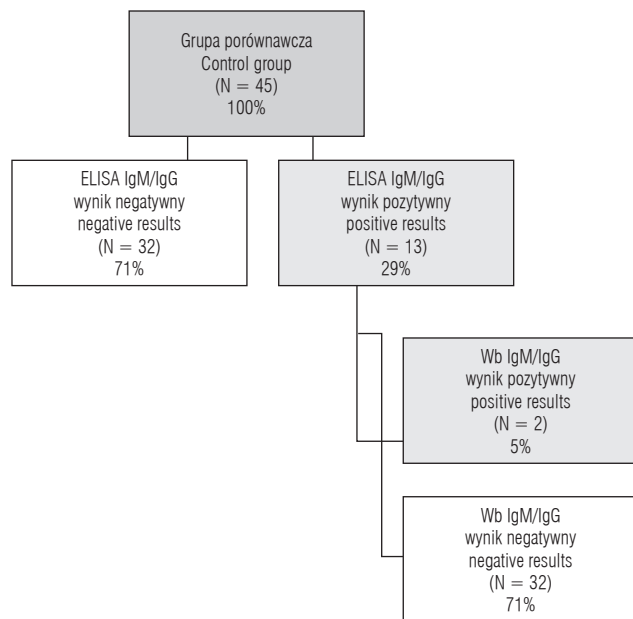 Grupa porównawcza
Control group
(N = 45)
100%
ELISA IgM/IgG
wynik negatywny
negative results
(N = 32)
71%
ELISA IgM/IgG
wynik pozytywny
positive results
(N = 13)
29%
Wb IgM/IgG
wynik pozytywny
positive results
(N = 2)
5%
Wb IgM/IgG
wynik negatywny
negative results
(N = 32)
71%